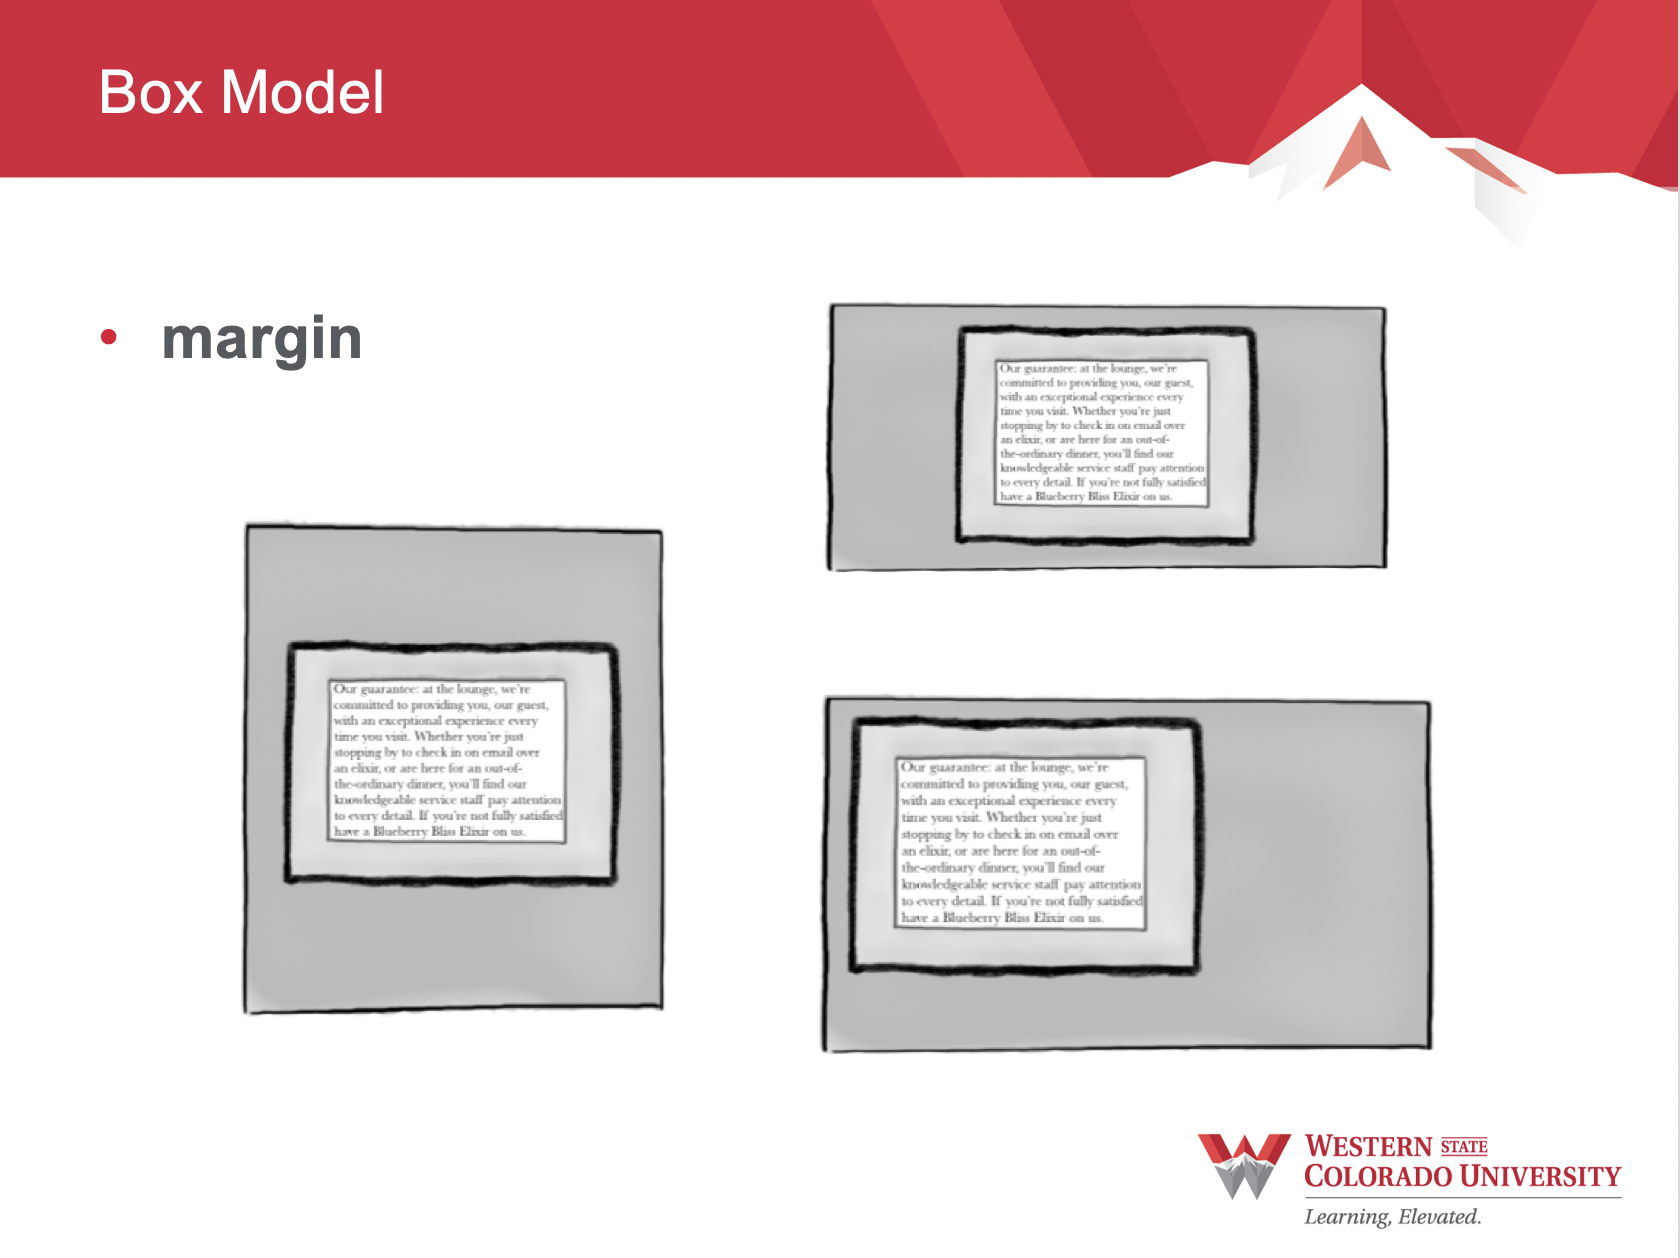 Box Model
• margin
Our guarantee: at the lounge, we're
committed to providing you, our guest,
with an exceptional experience every
time you visit. Whether you're just
stopping by to check in on email over
an elixir, or are here for an out-of-
the-ordinary dinner, you'll find our
knowledgeable service staff pay attention
to every detail. If you're not fully satisfied
have a Blueberry Bliss Elixir on us.
Our guarantee: at the lounge, we're
committed to providing you, our guest,
with an exceptional experience every
time you visit. Whether you're just
stopping by to check in on email over
an elixir, or are here for an out-of-
the-ordinary dinner, you'll find our
knowledgeable service staff pay attention
to every detail. If you're not fully satisfied
have a Blueberry Bliss Elixir on us.
Our guarantee: at the lounge, we're
committed to providing you, our guest,
with an exceptional experience every
time you visit. Whether you're just
stopping by to check in on email over
an elixir, or are here for an out-of-
the-ordinary dinner, you'll find our
knowledgeable service staff pay attention
to every detail. If you're not fully satisfied
have a Blueberry Bliss Elixir on us.
WESTERN STATE
COLORADO UNIVERSITY
Learning, Elevated.